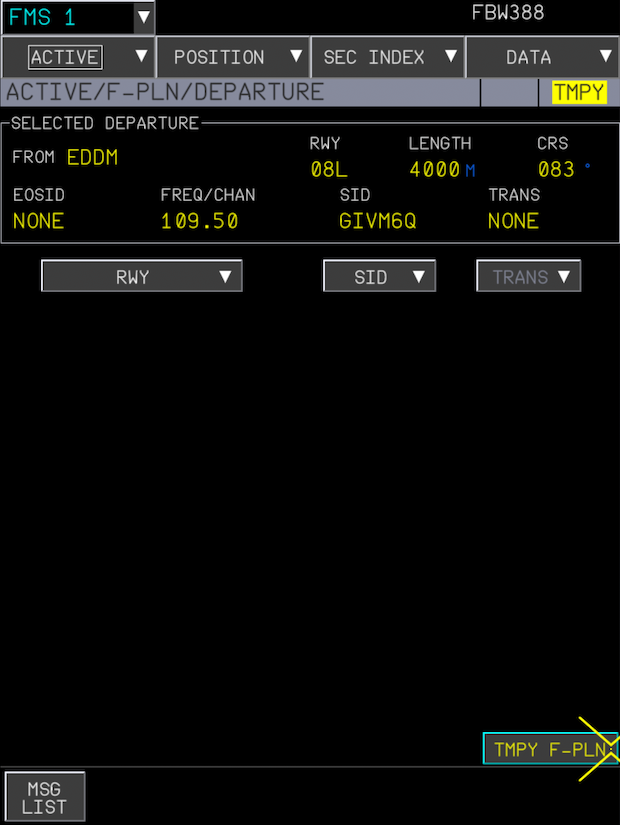 FMS 1 FBW388
ACTIVE POSITION SEC INDEX DATA
ACTIVE/F-PLN/DEPARTURE TMPY
SELECTED DEPARTURE
RWY LENGTH CRS
FROM EDDM 08L 4000 M 083 °
EOSID FREQ/CHAN SID TRANS
NONE 109.50 GIVM6Q NONE
RWY SID TRANS
TMPY F-PLN
MSG
LIST